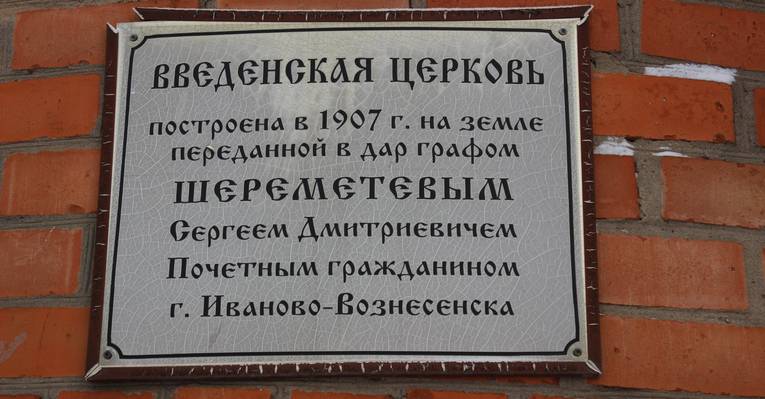 ВВЕДЕНСКАЯ ЦЕРКОВЬ
построена в 1907 г. на земле
переданной в дар графом
ШЕРЕМЕТЕВЫМ
Сергеем Дмитриевичем
Почетным гражданином
г. Иваново-Вознесенска